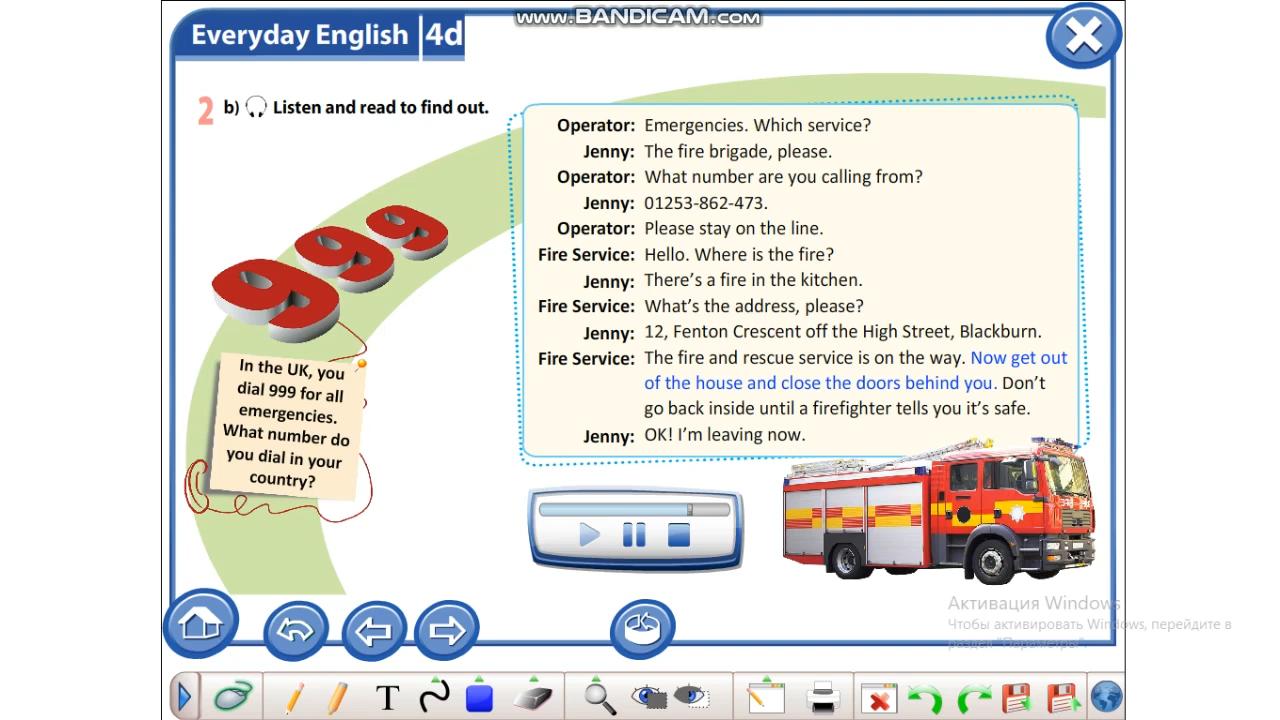 www.BANDICAM.com
Everyday English 4d
2 b) Listen and read to find out.
Operator: Emergencies. Which service?
Jenny: The fire brigade, please.
Operator: What number are you calling from?
Jenny: 01253-862-473.
Operator: Please stay on the line.
Fire Service: Hello. Where is the fire?
Jenny: There's a fire in the kitchen.
Fire Service: What's the address, please?
Jenny: 12, Fenton Crescent off the High Street, Blackburn.
Fire Service: The fire and rescue service is on the way. Now get out
of the house and close the doors behind you. Don't
go back inside until a firefighter tells you it's safe.
Jenny: OK! I'm leaving now.
999
In the UK, you
dial 999 for all
emergencies.
What number do
you dial in your
country?
Активация Windows
Чтобы активировать Windows, перейдите в
раздел "Параметры".
T